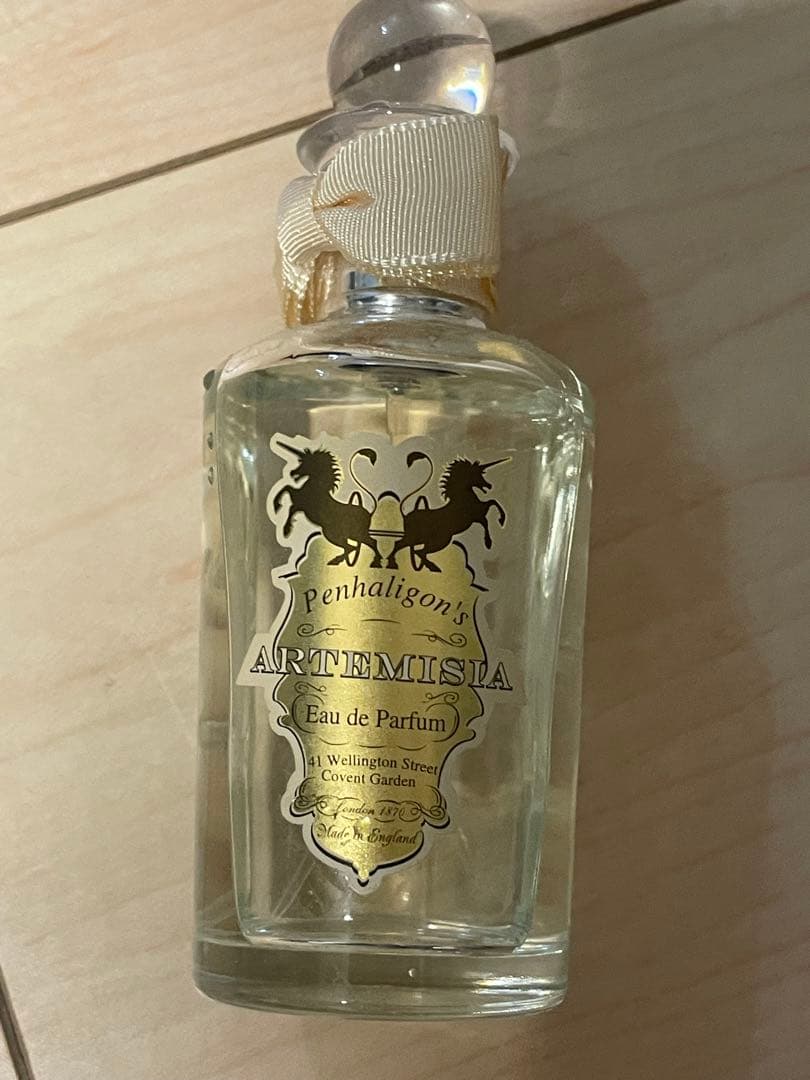 Penhaligon's
ARTEMISIA
Eau de Parfum
41 Wellington Street
Covent Garden
London 1870
Made in England